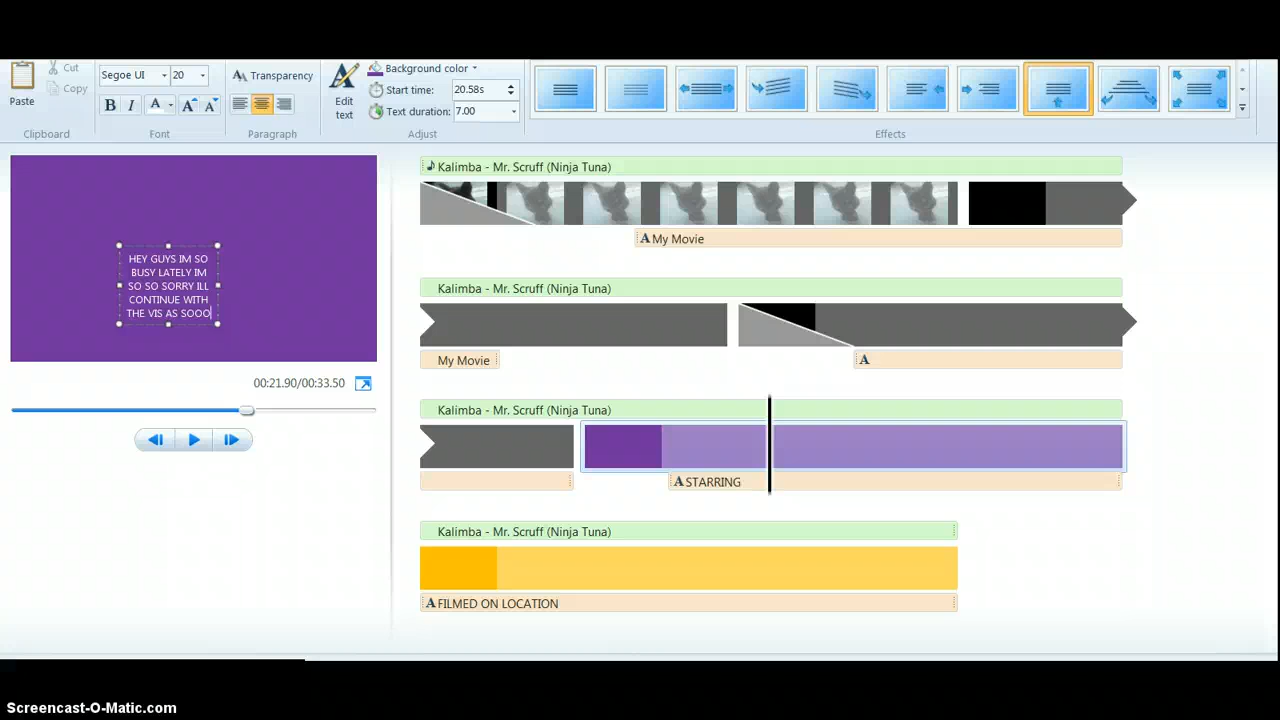 Paste
Cut
Copy
Clipboard
Segoe UI
20
B I A A A
Font
Transparency
Paragraph
A
Edit
text
Background color
Start time: 20.58s
Text duration: 7.00
Adjust
Effects
HEY GUYS IM SO
BUSY LATELY IM
SO SO SORRY ILL
CONTINUE WITH
THE VIS AS SOOO
00:21.90/00:33.50
Kalimba - Mr. Scruff (Ninja Tuna)
A My Movie
Kalimba - Mr. Scruff (Ninja Tuna)
My Movie
A
Kalimba - Mr. Scruff (Ninja Tuna)
A STARRING
Kalimba - Mr. Scruff (Ninja Tuna)
A FILMED ON LOCATION
Screencast-O-Matic.com